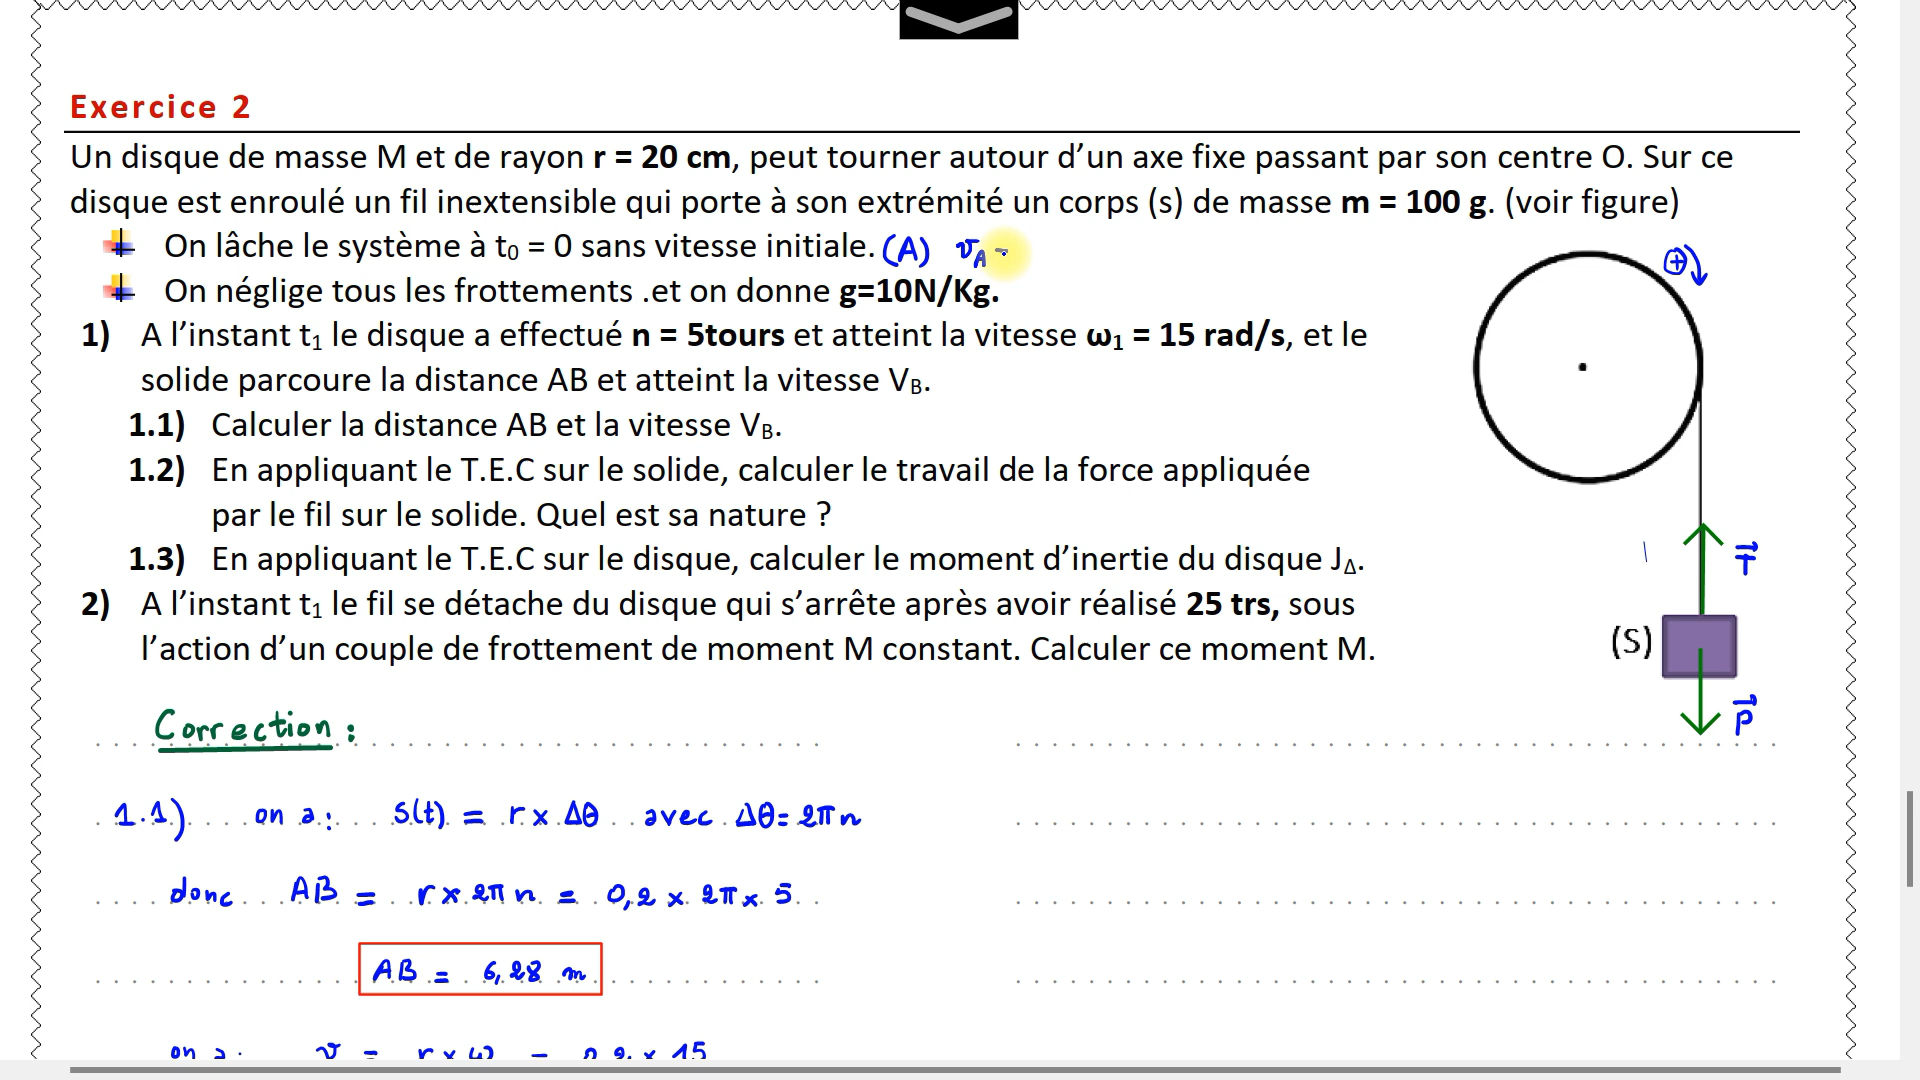 Exercice 2
Un disque de masse M et de rayon r = 20 cm, peut tourner autour d’un axe fixe passant par son centre O. Sur ce
disque est enroulé un fil inextensible qui porte à son extrémité un corps (s) de masse m = 100 g. (voir figure)
On lâche le système à t₀ = 0 sans vitesse initiale. (A) v_A -
On néglige tous les frottements .et on donne g=10N/Kg.
1) A l’instant t₁ le disque a effectué n = 5tours et atteint la vitesse ω₁ = 15 rad/s, et le
solide parcoure la distance AB et atteint la vitesse V_B.
1.1) Calculer la distance AB et la vitesse V_B.
1.2) En appliquant le T.E.C sur le solide, calculer le travail de la force appliquée
par le fil sur le solide. Quel est sa nature ?
1.3) En appliquant le T.E.C sur le disque, calculer le moment d’inertie du disque J_Δ.
2) A l’instant t₁ le fil se détache du disque qui s’arrête après avoir réalisé 25 trs, sous
l’action d’un couple de frottement de moment M constant. Calculer ce moment M.
⊕
T⃗
(S)
P⃗
Correction :
1.1) on a : S(t) = r x Δθ avec Δθ = 2π n
donc AB = r x 2π n = 0,2 x 2π x 5
AB = 6,28 m
on a : v = r x ω = 0,2 x 15